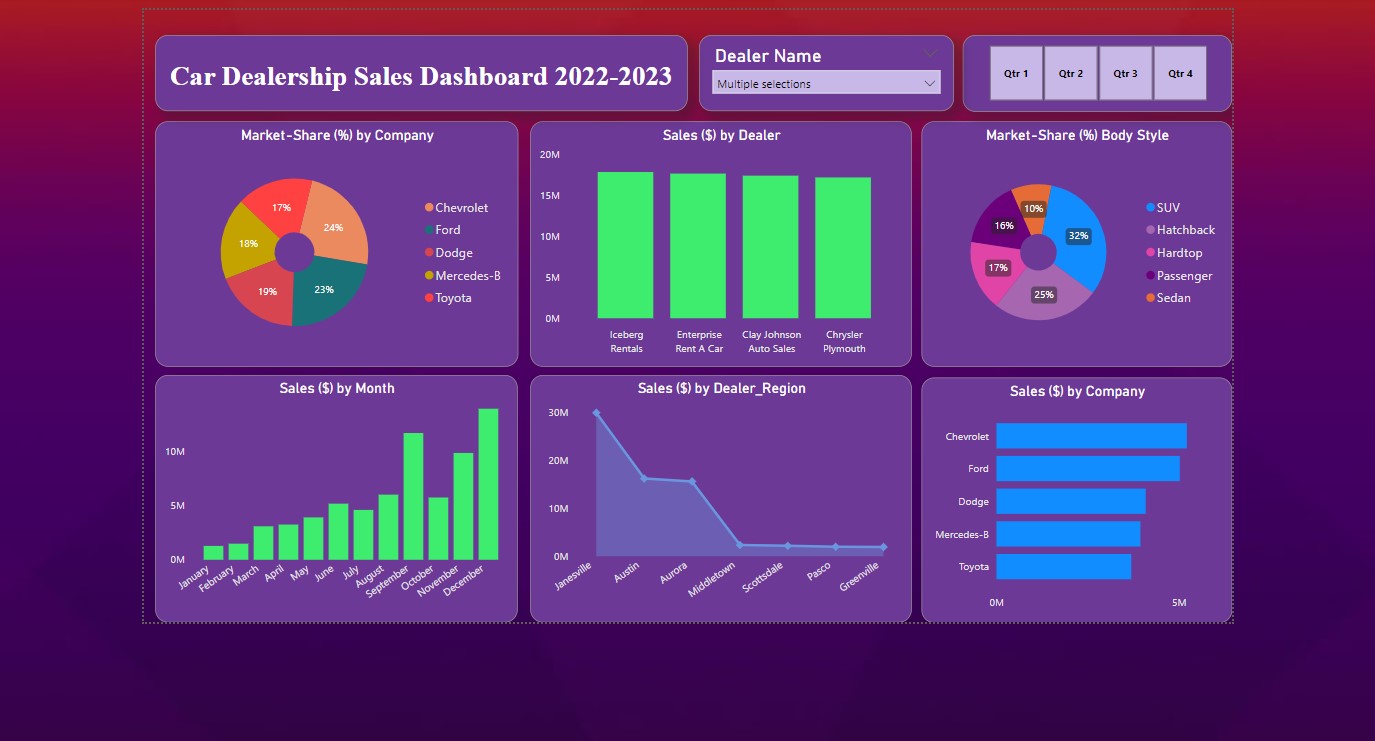 Car Dealership Sales Dashboard 2022-2023
Dealer Name
Multiple selections
Qtr 1
Qtr 2
Qtr 3
Qtr 4
Market-Share (%) by Company
17%
24%
18%
19%
23%
Chevrolet
Ford
Dodge
Mercedes-B
Toyota
Sales ($) by Dealer
20M
15M
10M
5M
0M
Iceberg
Rentals
Enterprise
Rent A Car
Clay Johnson
Auto Sales
Chrysler
Plymouth
Market-Share (%) Body Style
10%
16%
32%
17%
25%
SUV
Hatchback
Hardtop
Passenger
Sedan
Sales ($) by Month
10M
5M
0M
January
February
March
April
May
June
July
August
September
October
November
December
Sales ($) by Dealer_Region
30M
20M
10M
0M
Janesville
Austin
Aurora
Middletown
Scottsdale
Pasco
Greenville
Sales ($) by Company
Chevrolet
Ford
Dodge
Mercedes-B
Toyota
0M
5M